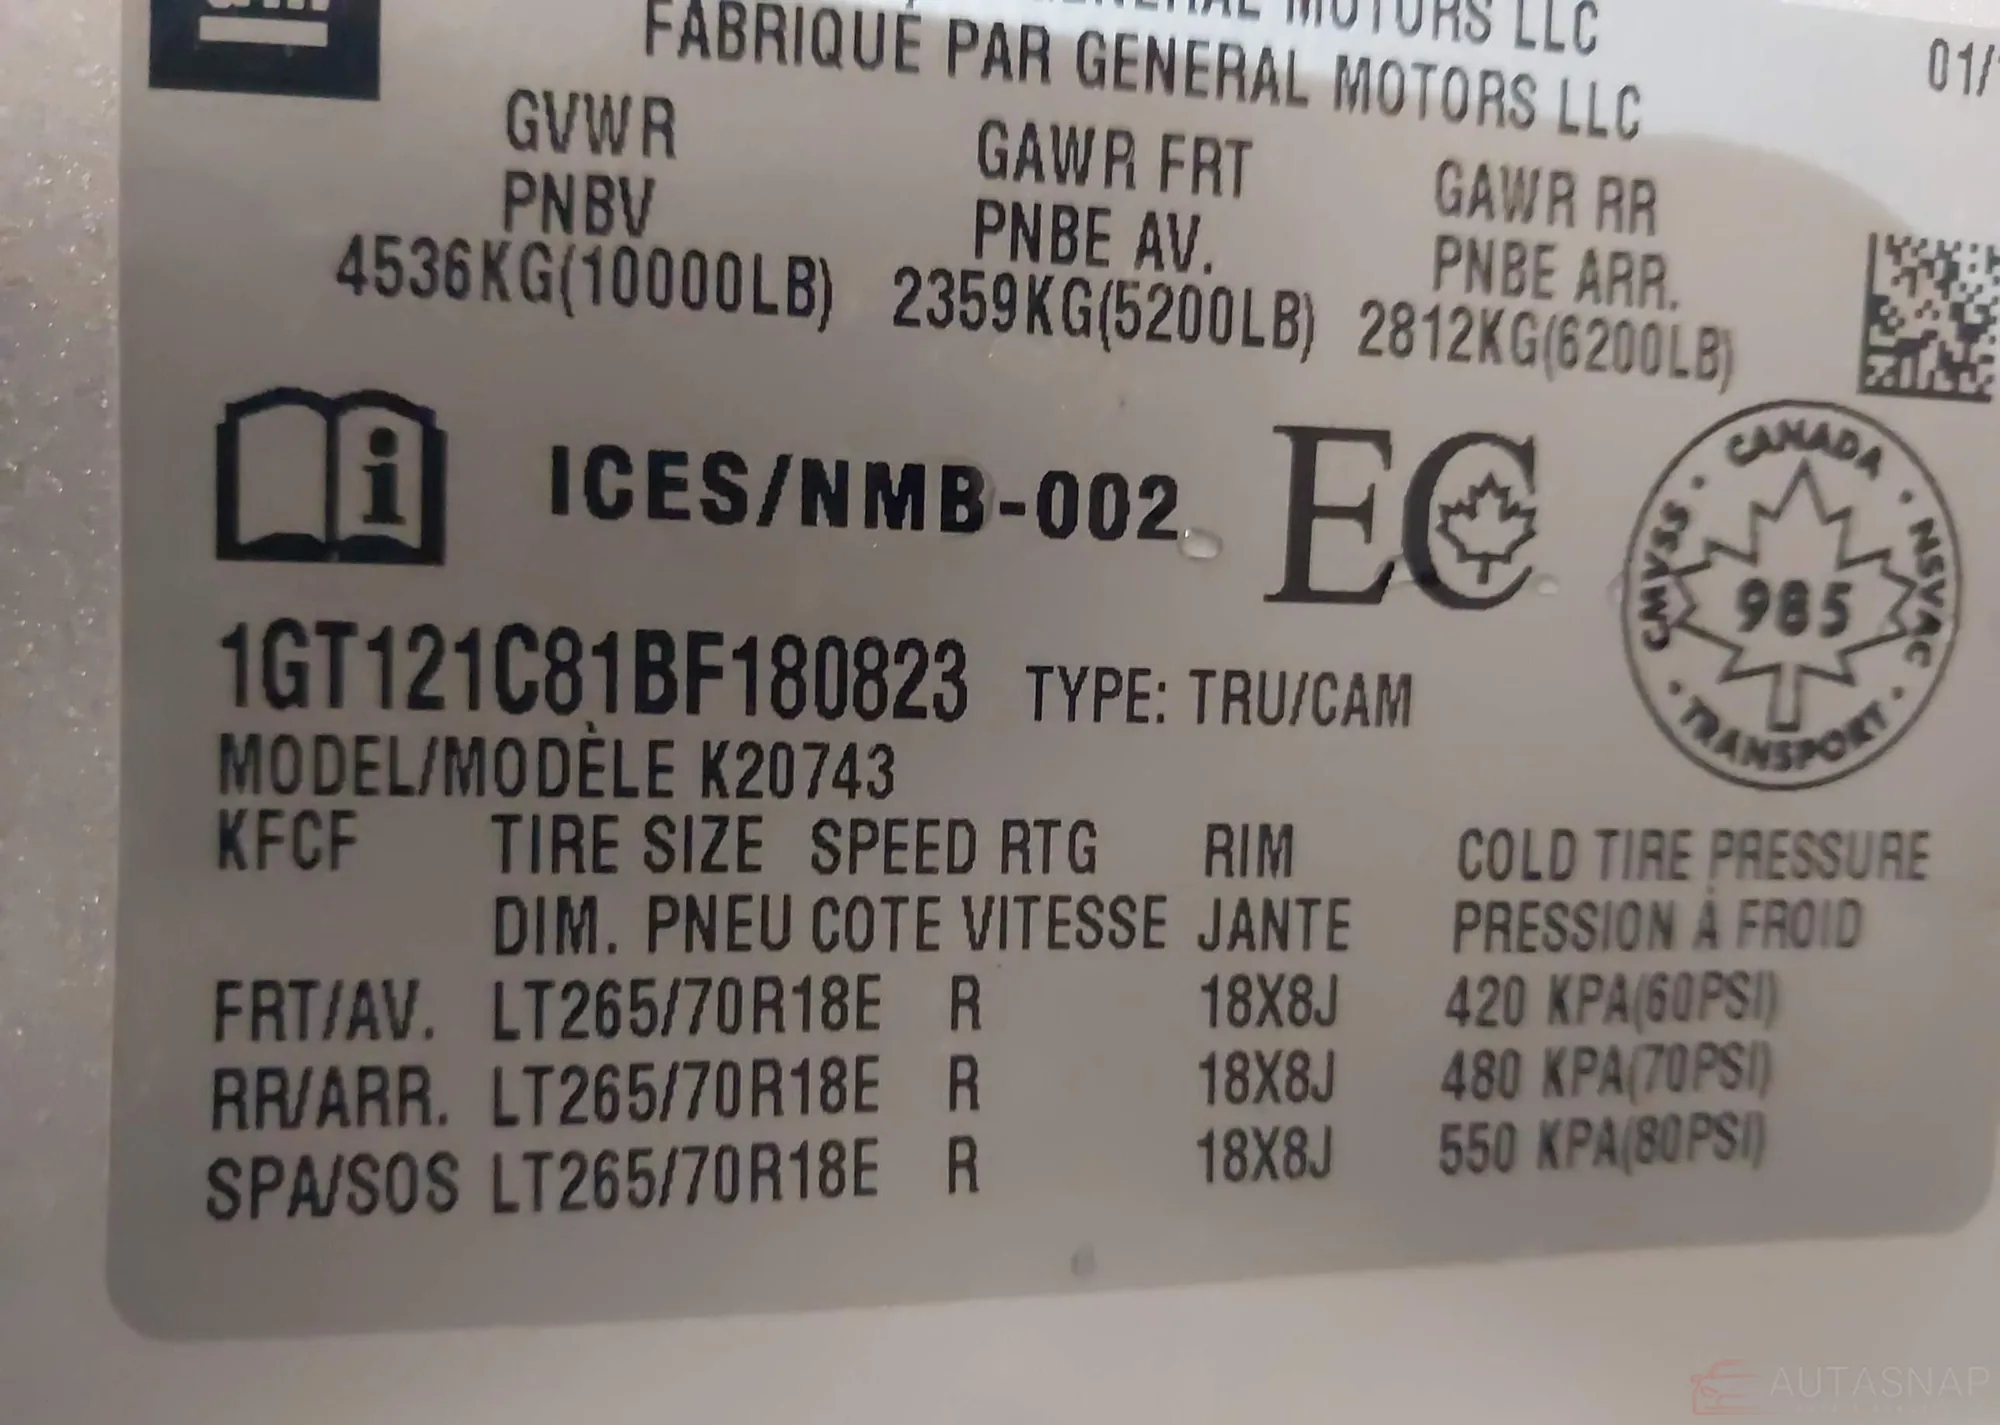 GENERAL MOTORS LLC
FABRIQUÉ PAR GENERAL MOTORS LLC
01/
GVWR GAWR FRT GAWR RR
PNBV PNBE AV. PNBE ARR.
4536KG(10000LB) 2359KG(5200LB) 2812KG(6200LB)
i ICES/NMB-002 EC
CANADA
CMVSS · NSVAC
985
· TRANSPORT ·
1GT121C81BF180823 TYPE: TRU/CAM
MODEL/MODÈLE K20743
KFCF TIRE SIZE SPEED RTG RIM COLD TIRE PRESSURE
DIM. PNEU COTE VITESSE JANTE PRESSION À FROID
FRT/AV. LT265/70R18E R 18X8J 420 KPA(60PSI)
RR/ARR. LT265/70R18E R 18X8J 480 KPA(70PSI)
SPA/SOS LT265/70R18E R 18X8J 550 KPA(80PSI)
AUTASNAP